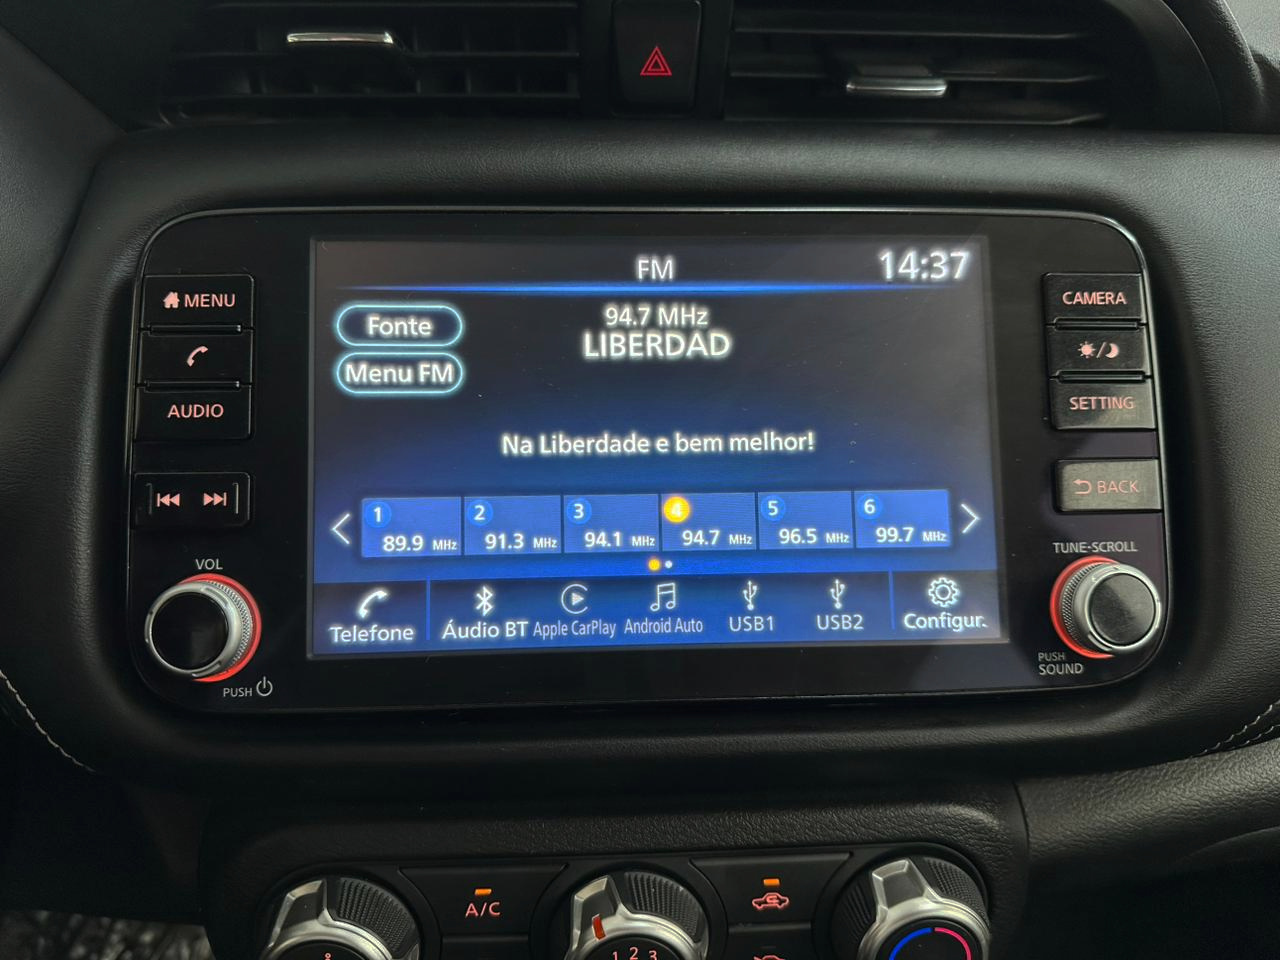 FM
14:37
MENU
CAMERA
Fonte
94.7 MHz
LIBERDAD
Menu FM
AUDIO
SETTING
Na Liberdade e bem melhor!
BACK
1 2 3 4 5 6
89.9 MHz 91.3 MHz 94.1 MHz 94.7 MHz 96.5 MHz 99.7 MHz
VOL
TUNE·SCROLL
Telefone Áudio BT Apple CarPlay Android Auto USB1 USB2 Configur.
PUSH
PUSH
SOUND
A/C
1 2 3